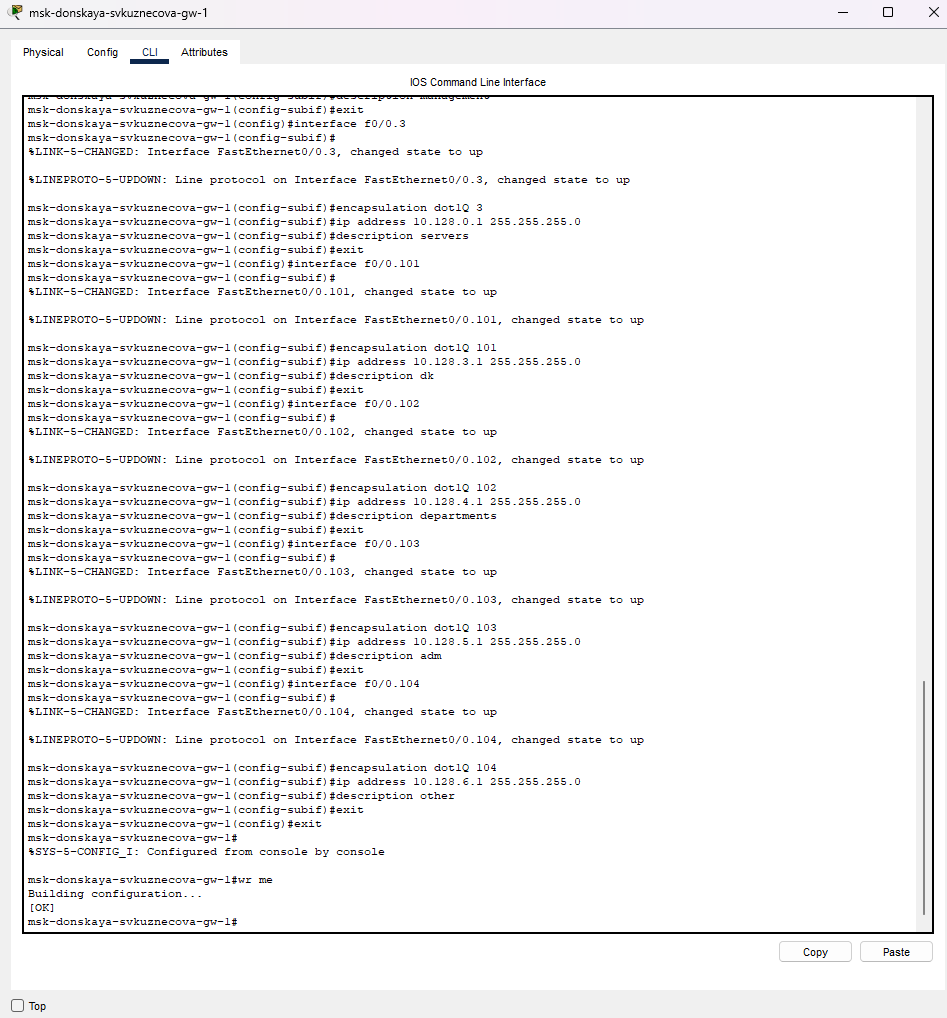 msk-donskaya-svkuznecova-gw-1
Physical Config CLI Attributes
IOS Command Line Interface
msk-donskaya-svkuznecova-gw-1(config-subif)#description management
msk-donskaya-svkuznecova-gw-1(config-subif)#exit
msk-donskaya-svkuznecova-gw-1(config)#interface f0/0.3
msk-donskaya-svkuznecova-gw-1(config-subif)#
%LINK-5-CHANGED: Interface FastEthernet0/0.3, changed state to up
%LINEPROTO-5-UPDOWN: Line protocol on Interface FastEthernet0/0.3, changed state to up
msk-donskaya-svkuznecova-gw-1(config-subif)#encapsulation dot1Q 3
msk-donskaya-svkuznecova-gw-1(config-subif)#ip address 10.128.0.1 255.255.255.0
msk-donskaya-svkuznecova-gw-1(config-subif)#description servers
msk-donskaya-svkuznecova-gw-1(config-subif)#exit
msk-donskaya-svkuznecova-gw-1(config)#interface f0/0.101
msk-donskaya-svkuznecova-gw-1(config-subif)#
%LINK-5-CHANGED: Interface FastEthernet0/0.101, changed state to up
%LINEPROTO-5-UPDOWN: Line protocol on Interface FastEthernet0/0.101, changed state to up
msk-donskaya-svkuznecova-gw-1(config-subif)#encapsulation dot1Q 101
msk-donskaya-svkuznecova-gw-1(config-subif)#ip address 10.128.3.1 255.255.255.0
msk-donskaya-svkuznecova-gw-1(config-subif)#description dk
msk-donskaya-svkuznecova-gw-1(config-subif)#exit
msk-donskaya-svkuznecova-gw-1(config)#interface f0/0.102
msk-donskaya-svkuznecova-gw-1(config-subif)#
%LINK-5-CHANGED: Interface FastEthernet0/0.102, changed state to up
%LINEPROTO-5-UPDOWN: Line protocol on Interface FastEthernet0/0.102, changed state to up
msk-donskaya-svkuznecova-gw-1(config-subif)#encapsulation dot1Q 102
msk-donskaya-svkuznecova-gw-1(config-subif)#ip address 10.128.4.1 255.255.255.0
msk-donskaya-svkuznecova-gw-1(config-subif)#description departments
msk-donskaya-svkuznecova-gw-1(config-subif)#exit
msk-donskaya-svkuznecova-gw-1(config)#interface f0/0.103
msk-donskaya-svkuznecova-gw-1(config-subif)#
%LINK-5-CHANGED: Interface FastEthernet0/0.103, changed state to up
%LINEPROTO-5-UPDOWN: Line protocol on Interface FastEthernet0/0.103, changed state to up
msk-donskaya-svkuznecova-gw-1(config-subif)#encapsulation dot1Q 103
msk-donskaya-svkuznecova-gw-1(config-subif)#ip address 10.128.5.1 255.255.255.0
msk-donskaya-svkuznecova-gw-1(config-subif)#description adm
msk-donskaya-svkuznecova-gw-1(config-subif)#exit
msk-donskaya-svkuznecova-gw-1(config)#interface f0/0.104
msk-donskaya-svkuznecova-gw-1(config-subif)#
%LINK-5-CHANGED: Interface FastEthernet0/0.104, changed state to up
%LINEPROTO-5-UPDOWN: Line protocol on Interface FastEthernet0/0.104, changed state to up
msk-donskaya-svkuznecova-gw-1(config-subif)#encapsulation dot1Q 104
msk-donskaya-svkuznecova-gw-1(config-subif)#ip address 10.128.6.1 255.255.255.0
msk-donskaya-svkuznecova-gw-1(config-subif)#description other
msk-donskaya-svkuznecova-gw-1(config-subif)#exit
msk-donskaya-svkuznecova-gw-1(config)#exit
msk-donskaya-svkuznecova-gw-1#
%SYS-5-CONFIG_I: Configured from console by console
msk-donskaya-svkuznecova-gw-1#wr me
Building configuration...
[OK]
msk-donskaya-svkuznecova-gw-1#
Copy Paste
Top